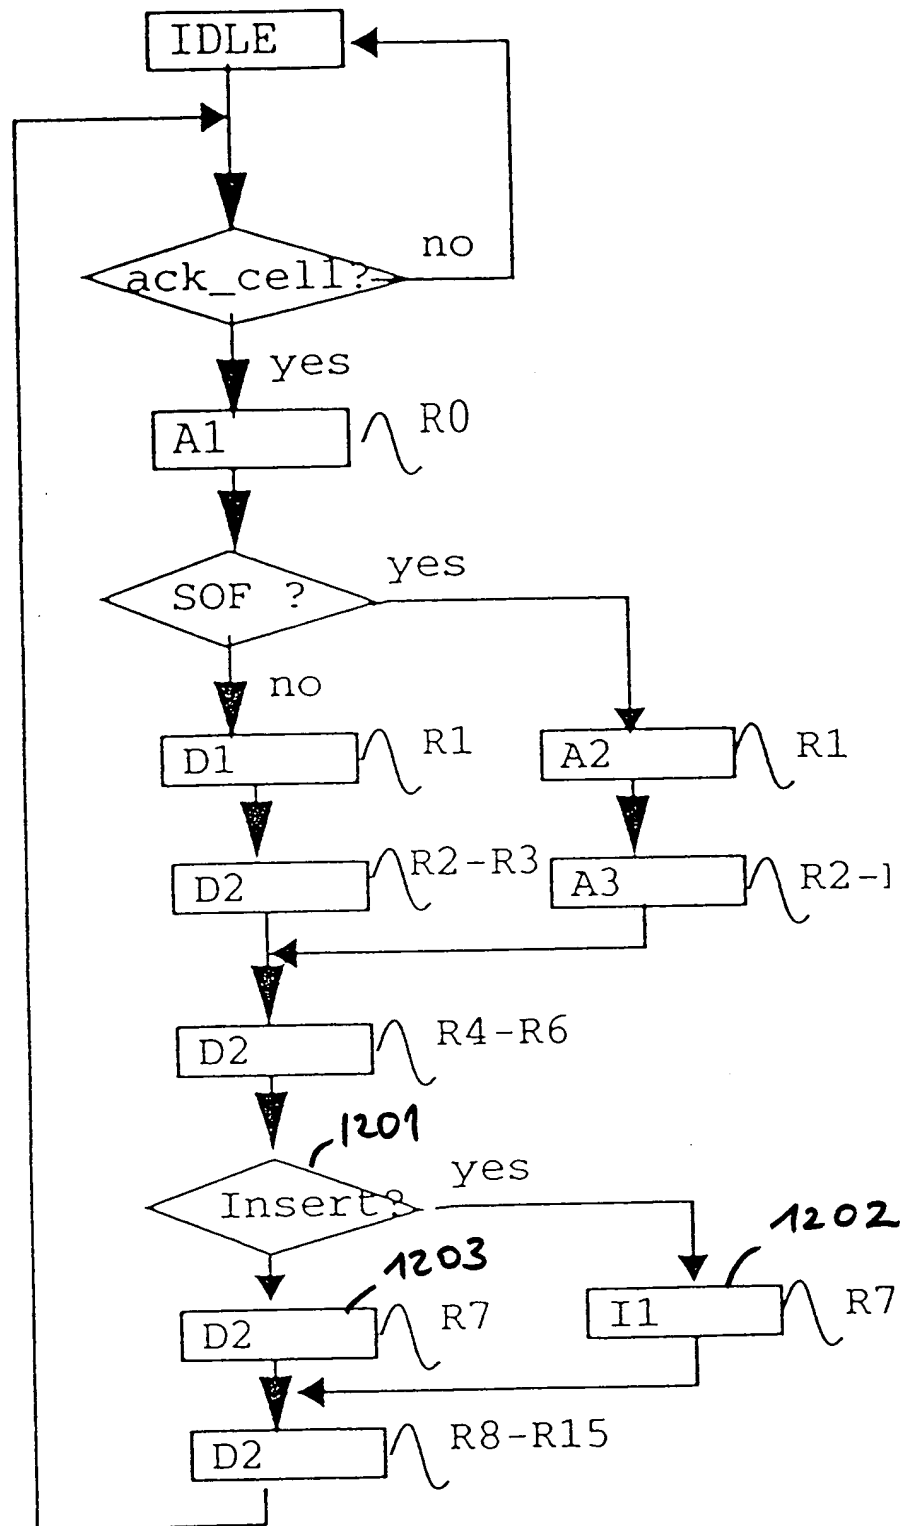 IDLE
no
ack_cell?
yes
A1
R0
yes
SOF ?
no
D1
R1
A2
R1
D2
R2-R3
A3
R2-
D2
R4-R6
1201
yes
Insert?
1202
1203
D2
R7
I1
R7
D2
R8-R15